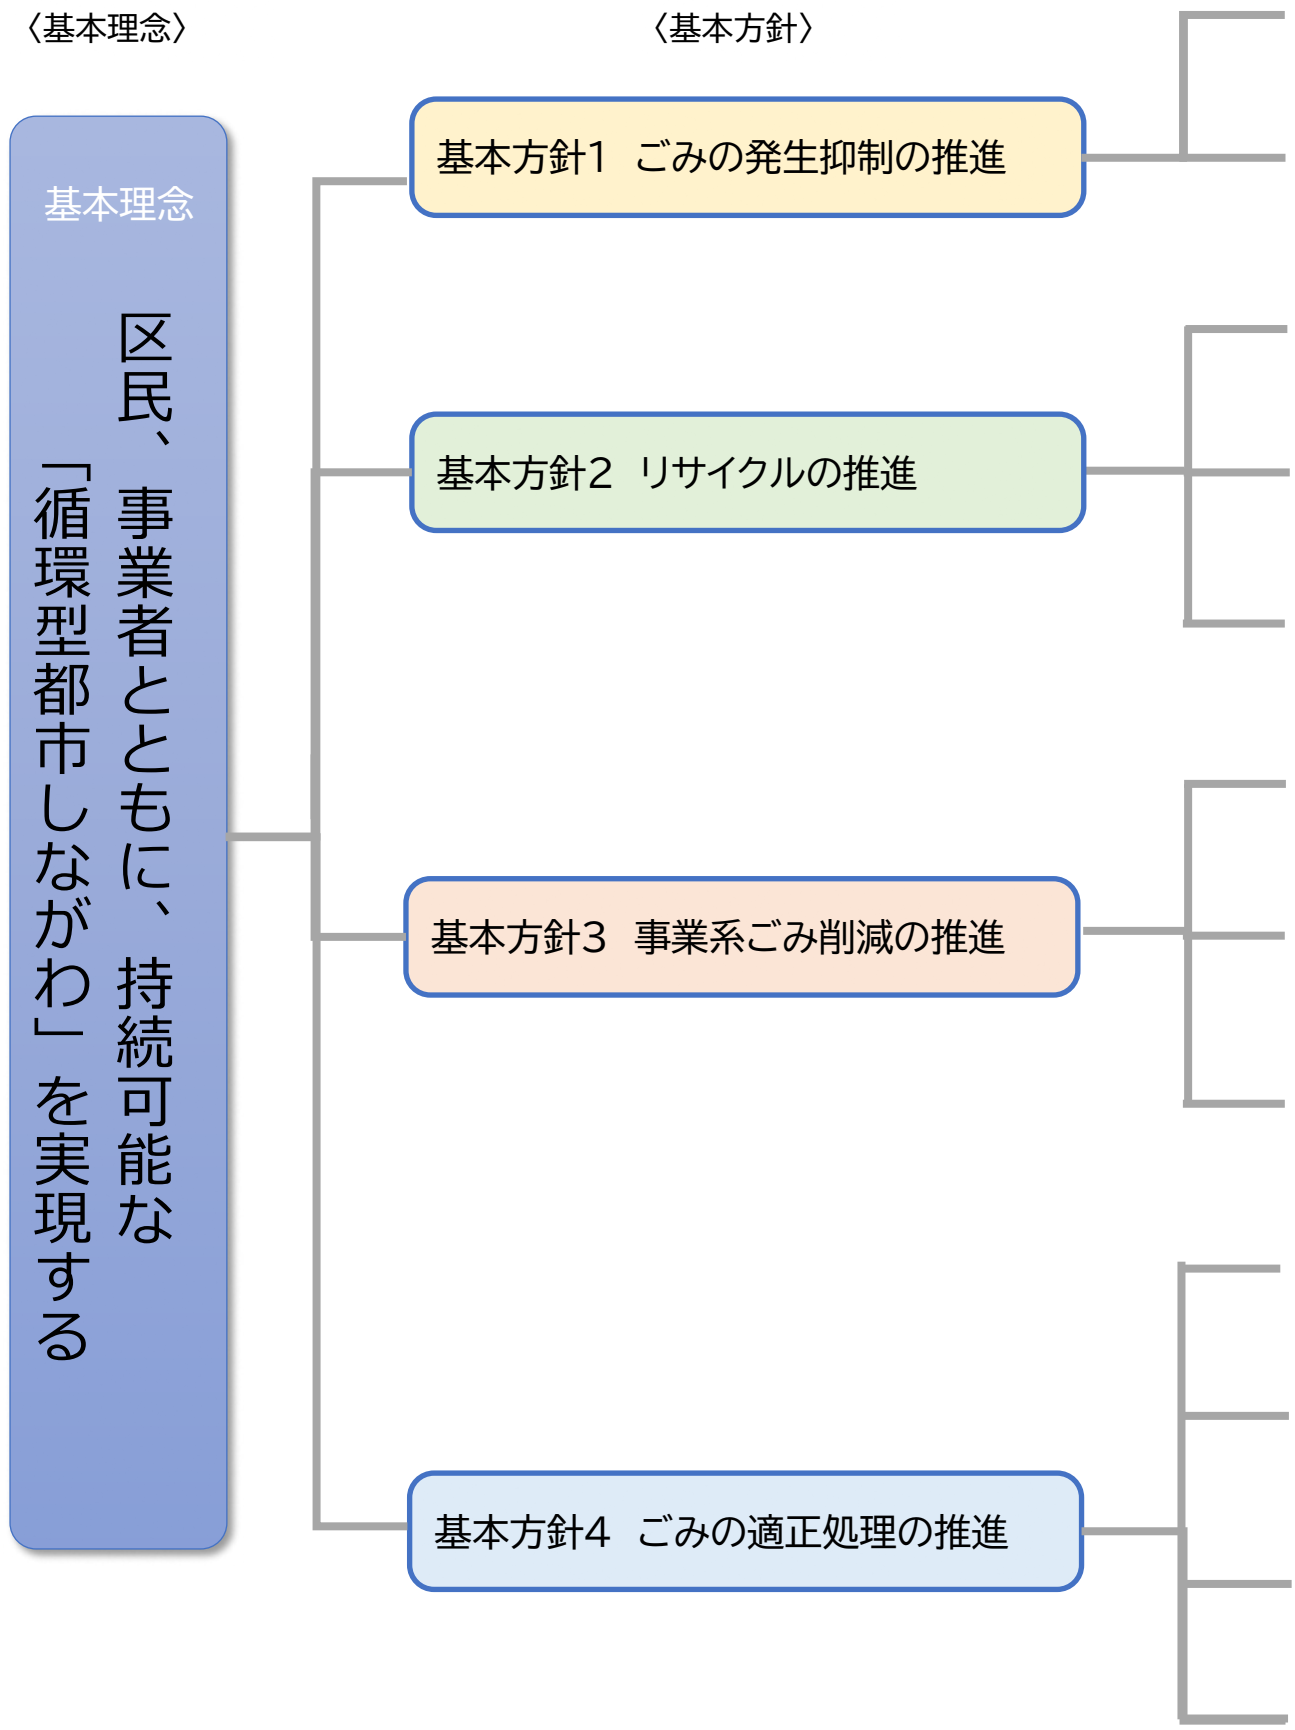 〈基本理念〉
〈基本方針〉
基本理念
区民、事業者とともに、持続可能な
「循環型都市しながわ」を実現する
基本方針1　ごみの発生抑制の推進
基本方針2　リサイクルの推進
基本方針3　事業系ごみ削減の推進
基本方針4　ごみの適正処理の推進